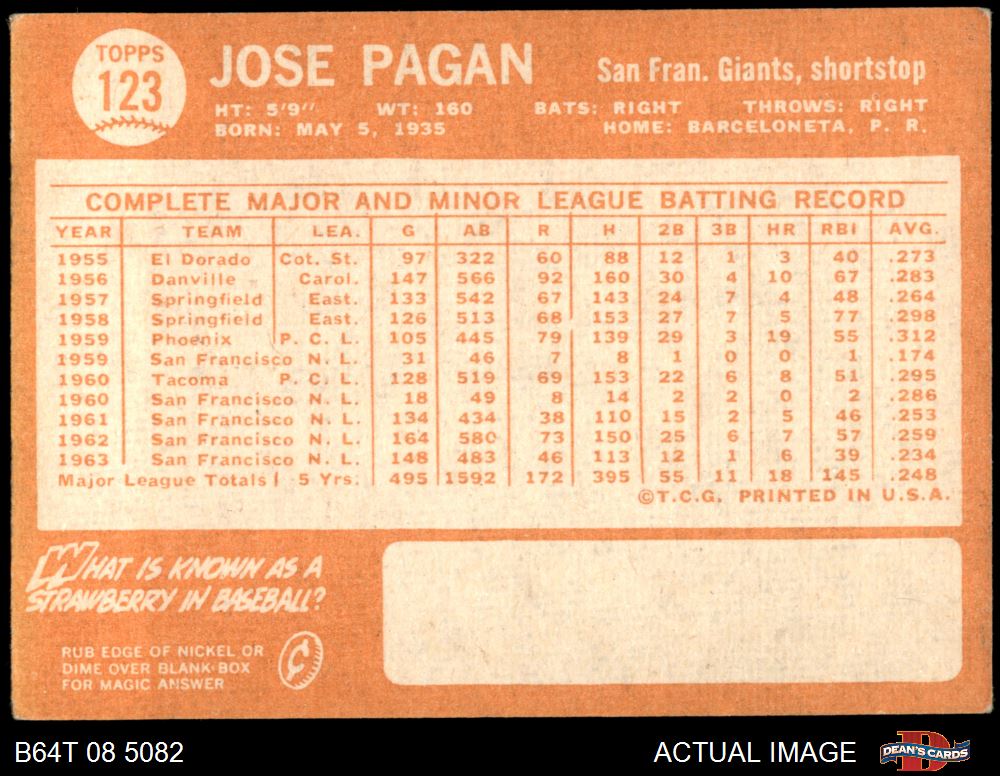 TOPPS
123
JOSE PAGAN
San Fran. Giants, shortstop
HT: 5'9" WT: 160 BATS: RIGHT THROWS: RIGHT
BORN: MAY 5, 1935 HOME: BARCELONETA, P. R.
COMPLETE MAJOR AND MINOR LEAGUE BATTING RECORD
YEAR TEAM LEA. G AB R H 2B 3B HR RBI AVG.
1955 El Dorado Cot. St. 97 322 60 88 12 1 3 40 .273
1956 Danville Carol. 147 566 92 160 30 4 10 67 .283
1957 Springfield East. 133 542 67 143 24 7 4 48 .264
1958 Springfield East. 126 513 68 153 27 7 5 77 .298
1959 Phoenix P. C. L. 105 445 79 139 29 3 19 55 .312
1959 San Francisco N. L. 31 46 7 8 1 0 0 1 .174
1960 Tacoma P. C. L. 128 519 69 153 22 6 8 51 .295
1960 San Francisco N. L. 18 49 8 14 2 2 0 2 .286
1961 San Francisco N. L. 134 434 38 110 15 2 5 46 .253
1962 San Francisco N. L. 164 580 73 150 25 6 7 57 .259
1963 San Francisco N. L. 148 483 46 113 12 1 6 39 .234
Major League Totals 5 Yrs. 495 1592 172 395 55 11 18 145 .248
©T.C.G. PRINTED IN U.S.A.
WHAT IS KNOWN AS A
STRAWBERRY IN BASEBALL?
RUB EDGE OF NICKEL OR
DIME OVER BLANK BOX
FOR MAGIC ANSWER
¢
B64T 08 5082
ACTUAL IMAGE
D
DEAN'S CARDS